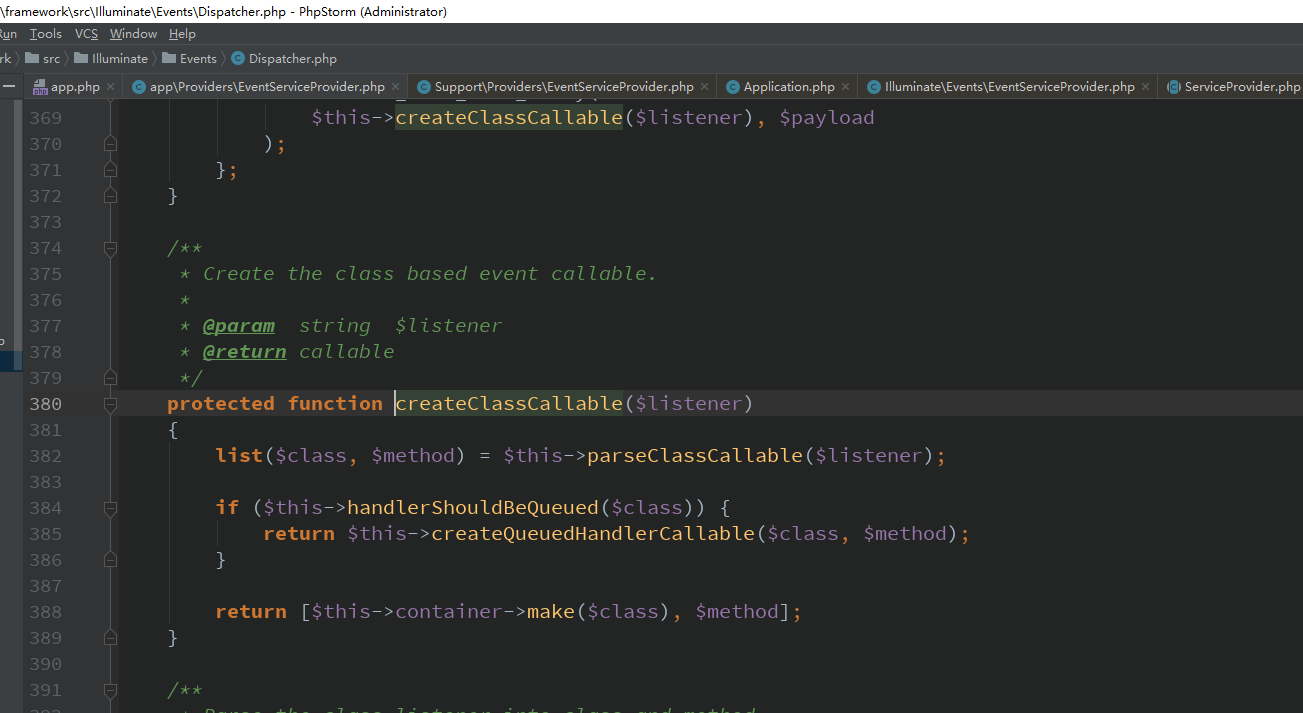 \framework\src\Illuminate\Events\Dispatcher.php - PhpStorm (Administrator)
Run Tools VCS Window Help
rk src Illuminate Events Dispatcher.php
app.php app\Providers\EventServiceProvider.php Support\Providers\EventServiceProvider.php Application.php Illuminate\Events\EventServiceProvider.php ServiceProvider.php
369 $this->createClassCallable($listener), $payload
370 );
371 };
372 }
373
374 /**
375 * Create the class based event callable.
376 *
377 * @param string $listener
378 * @return callable
379 */
380 protected function createClassCallable($listener)
381 {
382 list($class, $method) = $this->parseClassCallable($listener);
383
384 if ($this->handlerShouldBeQueued($class)) {
385 return $this->createQueuedHandlerCallable($class, $method);
386 }
387
388 return [$this->container->make($class), $method];
389 }
390
391 /**